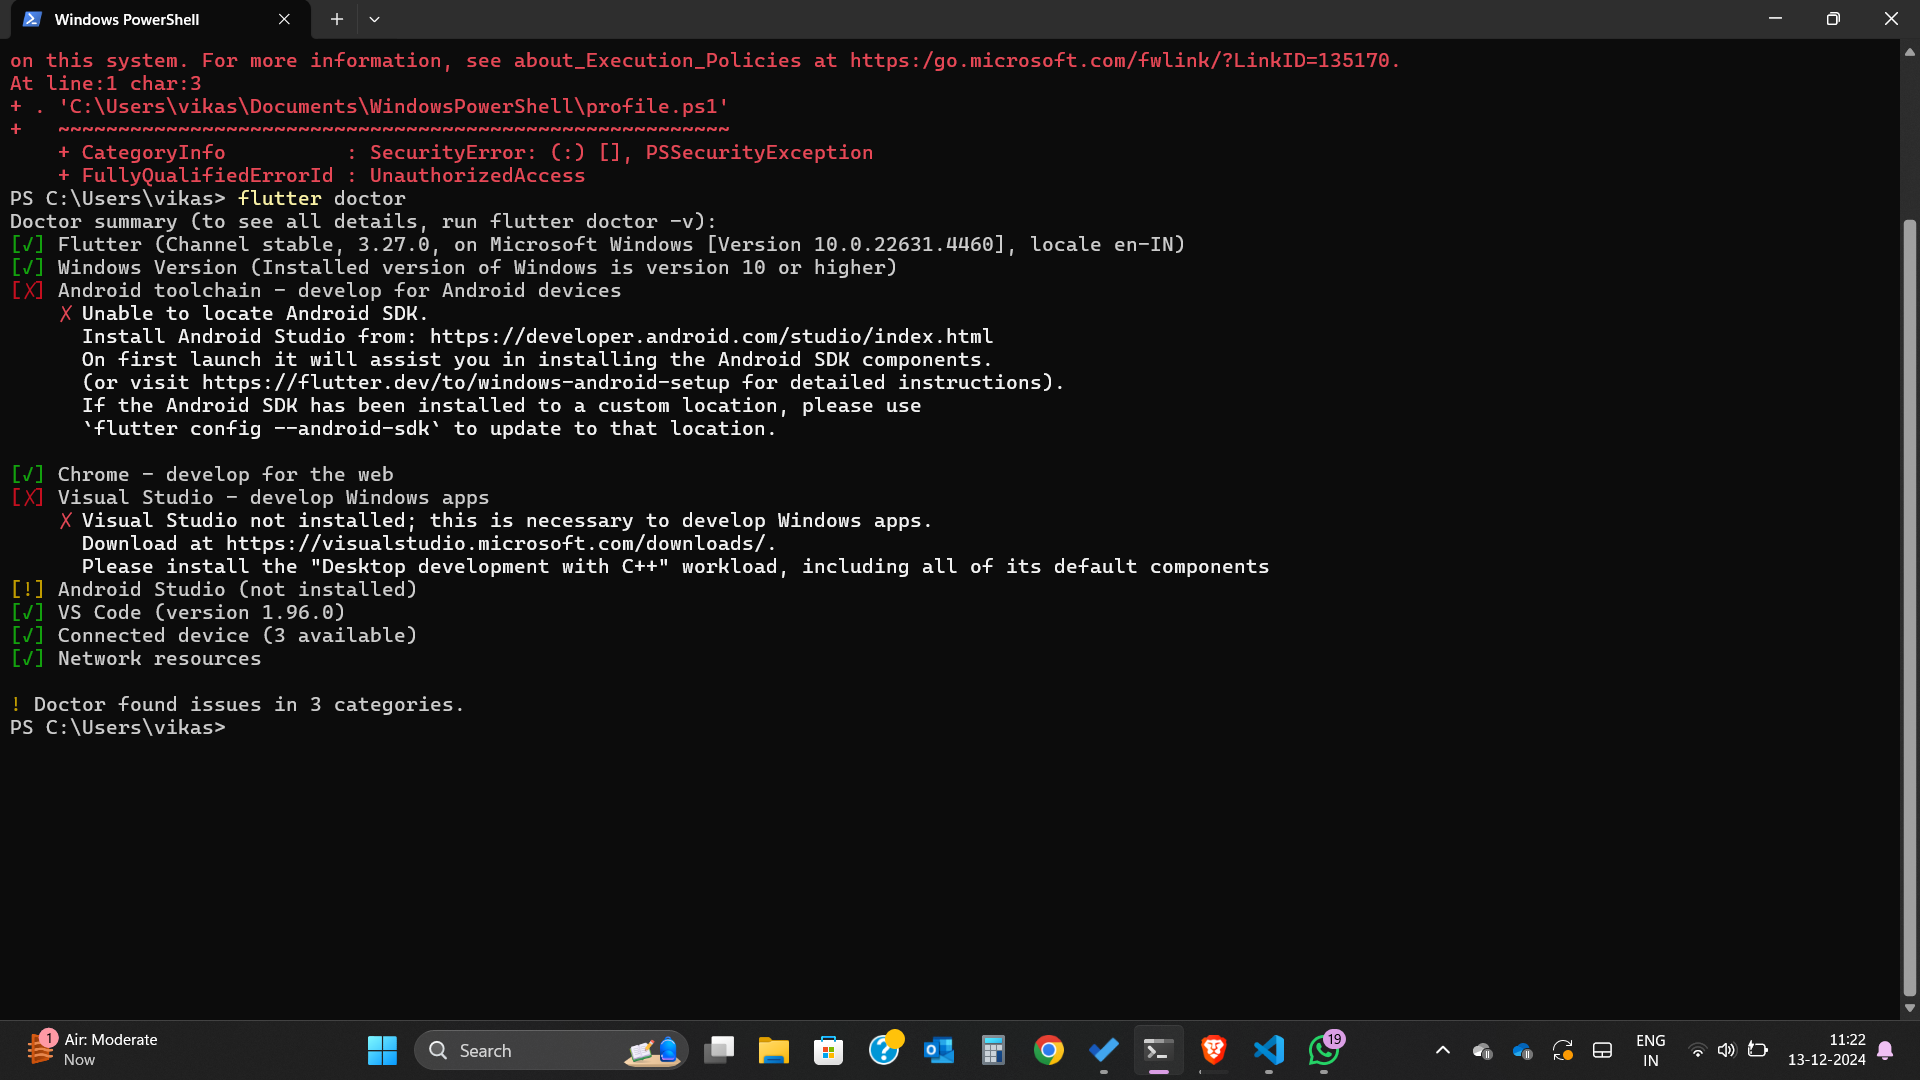 Windows PowerShell
on this system. For more information, see about_Execution_Policies at https:/go.microsoft.com/fwlink/?LinkID=135170.
At line:1 char:3
+ . 'C:\Users\vikas\Documents\WindowsPowerShell\profile.ps1'
+   ~~~~~~~~~~~~~~~~~~~~~~~~~~~~~~~~~~~~~~~~~~~~~~~~~~~~~~~~
    + CategoryInfo          : SecurityError: (:) [], PSSecurityException
    + FullyQualifiedErrorId : UnauthorizedAccess
PS C:\Users\vikas> flutter doctor
Doctor summary (to see all details, run flutter doctor -v):
[√] Flutter (Channel stable, 3.27.0, on Microsoft Windows [Version 10.0.22631.4460], locale en-IN)
[√] Windows Version (Installed version of Windows is version 10 or higher)
[X] Android toolchain - develop for Android devices
    X Unable to locate Android SDK.
      Install Android Studio from: https://developer.android.com/studio/index.html
      On first launch it will assist you in installing the Android SDK components.
      (or visit https://flutter.dev/to/windows-android-setup for detailed instructions).
      If the Android SDK has been installed to a custom location, please use
      `flutter config --android-sdk` to update to that location.
[√] Chrome - develop for the web
[X] Visual Studio - develop Windows apps
    X Visual Studio not installed; this is necessary to develop Windows apps.
      Download at https://visualstudio.microsoft.com/downloads/.
      Please install the "Desktop development with C++" workload, including all of its default components
[!] Android Studio (not installed)
[√] VS Code (version 1.96.0)
[√] Connected device (3 available)
[√] Network resources
! Doctor found issues in 3 categories.
PS C:\Users\vikas>
1
Air: Moderate
Now
Search
19
ENG
IN
11:22
13-12-2024